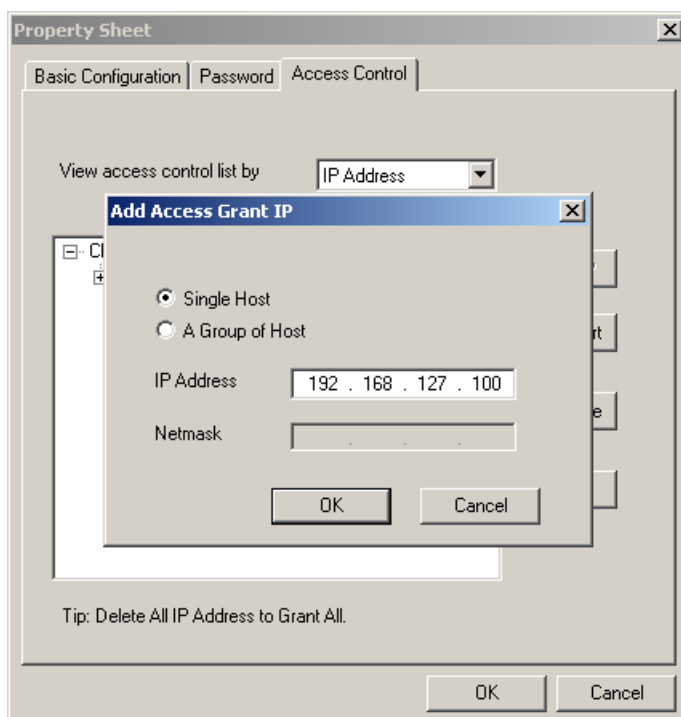 Property Sheet
Basic Configuration Password Access Control
View access control list by IP Address
Add Access Grant IP
Single Host
A Group of Host
IP Address 192 . 168 . 127 . 100
Netmask . . .
OK Cancel
Tip: Delete All IP Address to Grant All.
OK Cancel